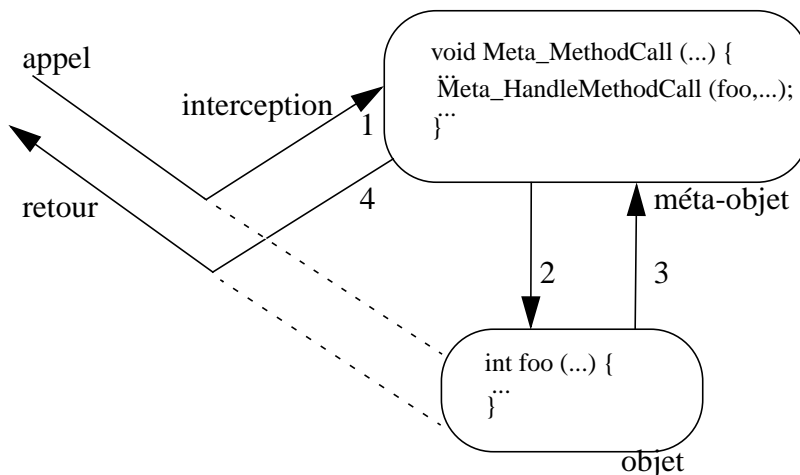 appel
interception
1
void Meta_MethodCall (...) {
...
Meta_HandleMethodCall (foo,...);
...
}
retour
4
méta-objet
2
3
int foo (...) {
...
}
objet